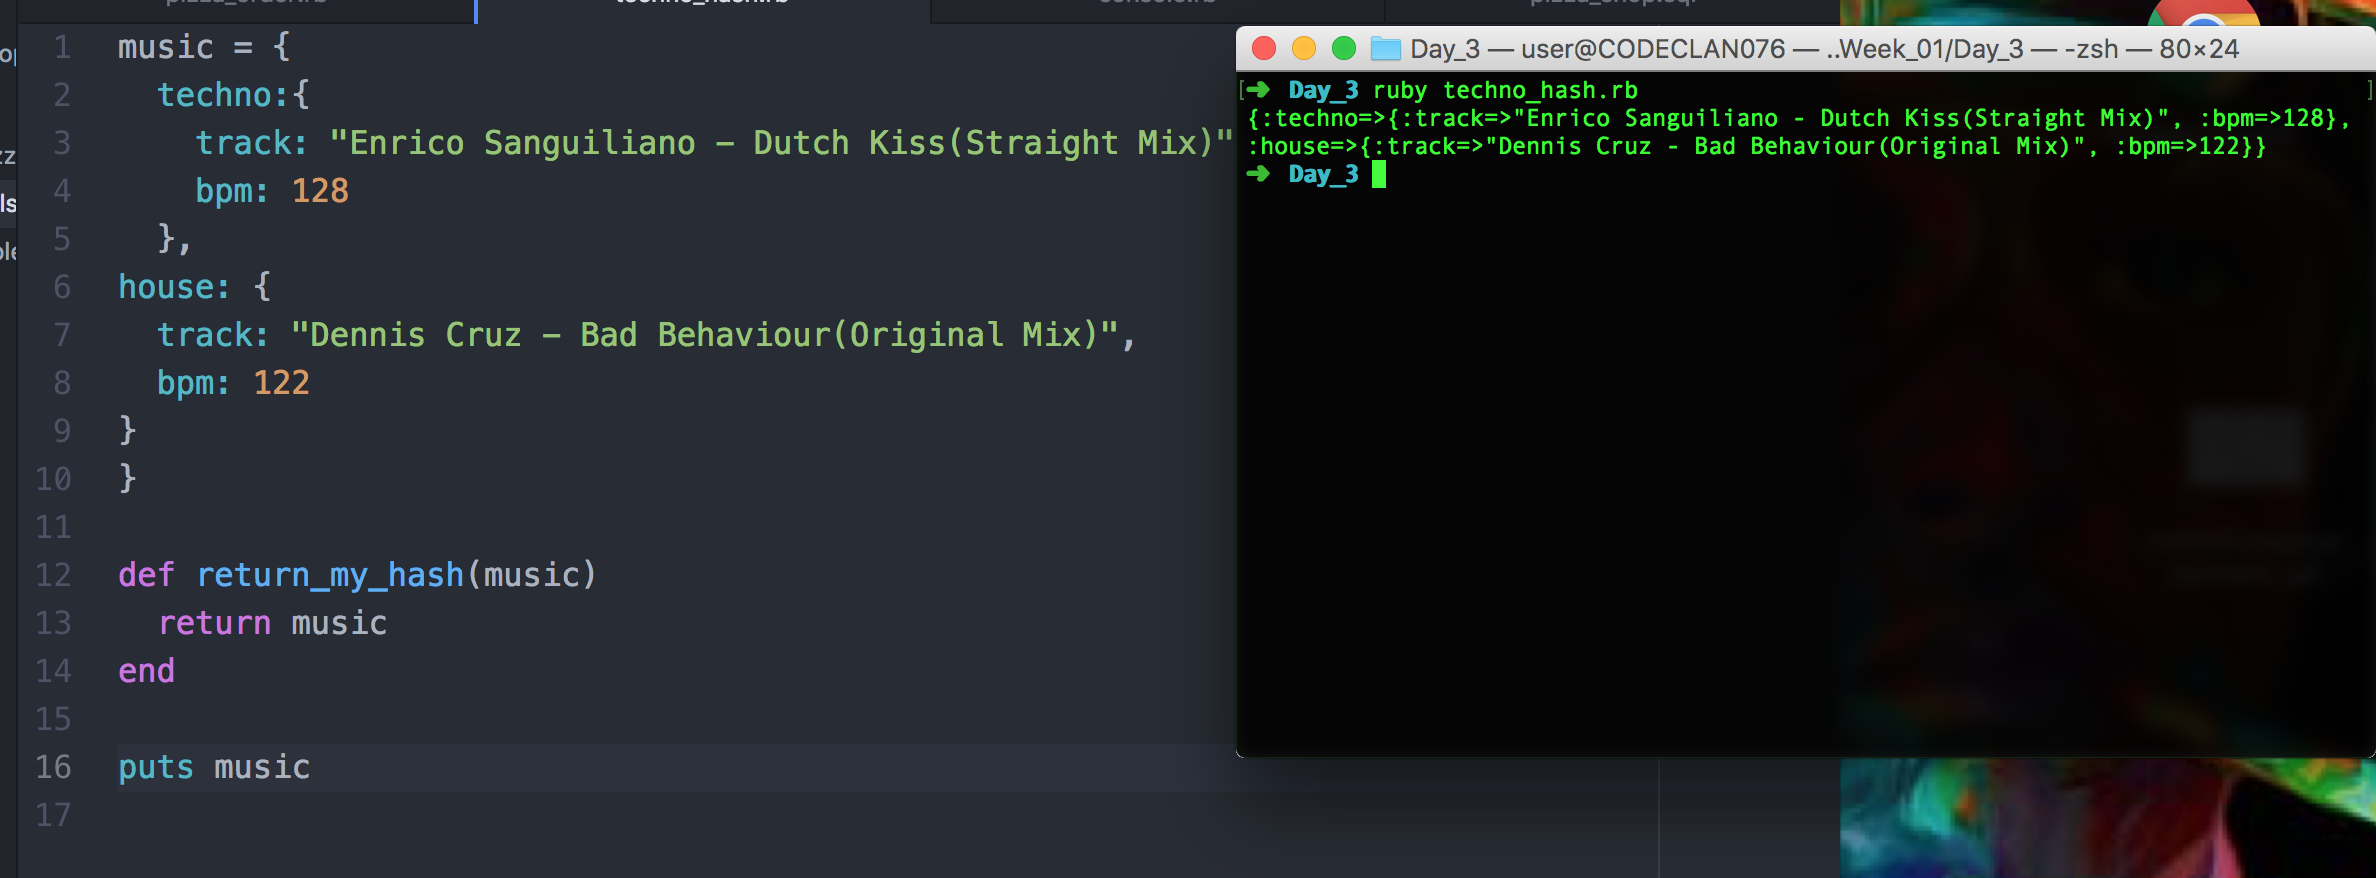 music = {
techno:{
track: "Enrico Sanguiliano - Dutch Kiss(Straight Mix)"
bpm: 128
},
house: {
track: "Dennis Cruz - Bad Behaviour(Original Mix)",
bpm: 122
}
}
def return_my_hash(music)
return music
end
puts music
1
2
3
4
5
6
7
8
9
10
11
12
13
14
15
16
17
Day_3 — user@CODECLAN076 — ..Week_01/Day_3 — -zsh — 80×24
[➜ Day_3 ruby techno_hash.rb ]
{:techno=>{:track=>"Enrico Sanguiliano - Dutch Kiss(Straight Mix)", :bpm=>128},
:house=>{:track=>"Dennis Cruz - Bad Behaviour(Original Mix)", :bpm=>122}}
➜ Day_3